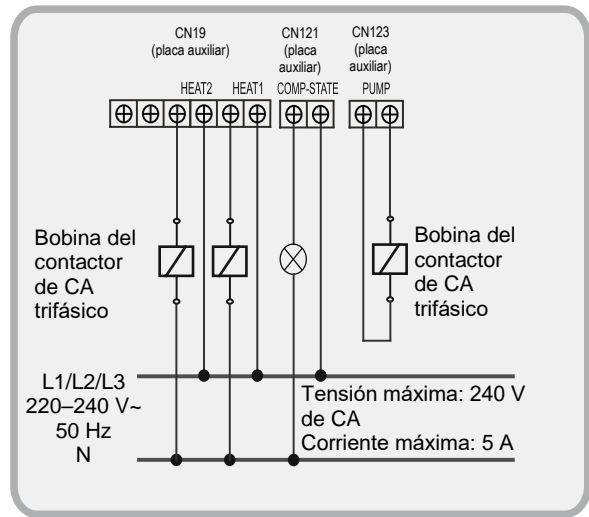 CN19
(placa auxiliar)
CN121
(placa
auxiliar)
CN123
(placa
auxiliar)
HEAT2
HEAT1
COMP-STATE
PUMP
Bobina del
contactor
de CA
trifásico
Bobina del
contactor
de CA
trifásico
L1/L2/L3
220–240 V~
50 Hz
N
Tensión máxima: 240 V
de CA
Corriente máxima: 5 A